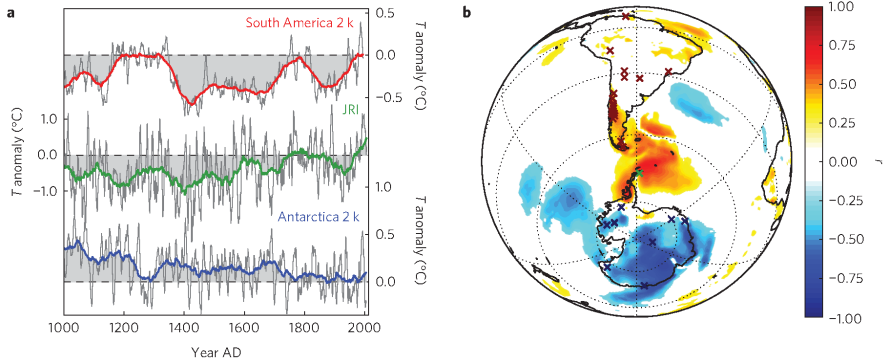 a
South America 2 k
0.0
−0.5
T anomaly (°C)
JRI
1.0
0.0
−1.0
T anomaly (°C)
1.0
Antarctica 2 k
0.5
0.0
T anomaly (°C)
1000 1200 1400 1600 1800 2000
Year AD
b
1.00
0.75
0.50
0.25
0.00
−0.25
−0.50
−0.75
−1.00
r